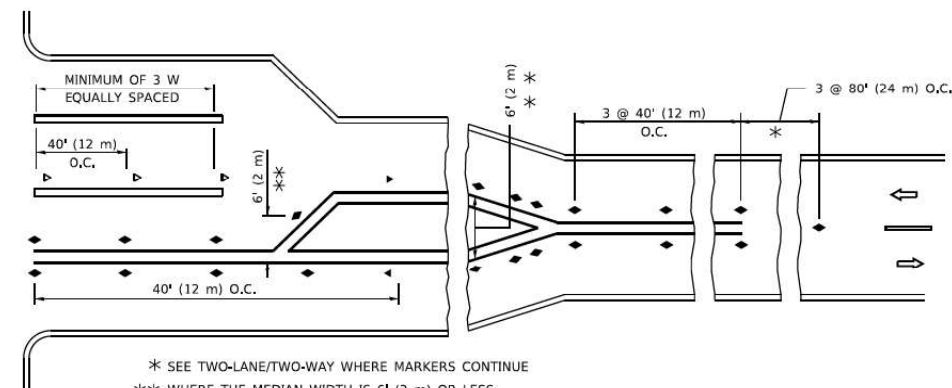 MINIMUM OF 3 W
EQUALLY SPACED
40' (12 m)
O.C.
6' (2 m)
**
40' (12 m) O.C.
6' (2 m)
* *
3 @ 40' (12 m)
O.C.
*
3 @ 80' (24 m) O.C.
* SEE TWO-LANE/TWO-WAY WHERE MARKERS CONTINUE
** WHERE THE MEDIAN WIDTH IS 6' (2 m) OR LESS